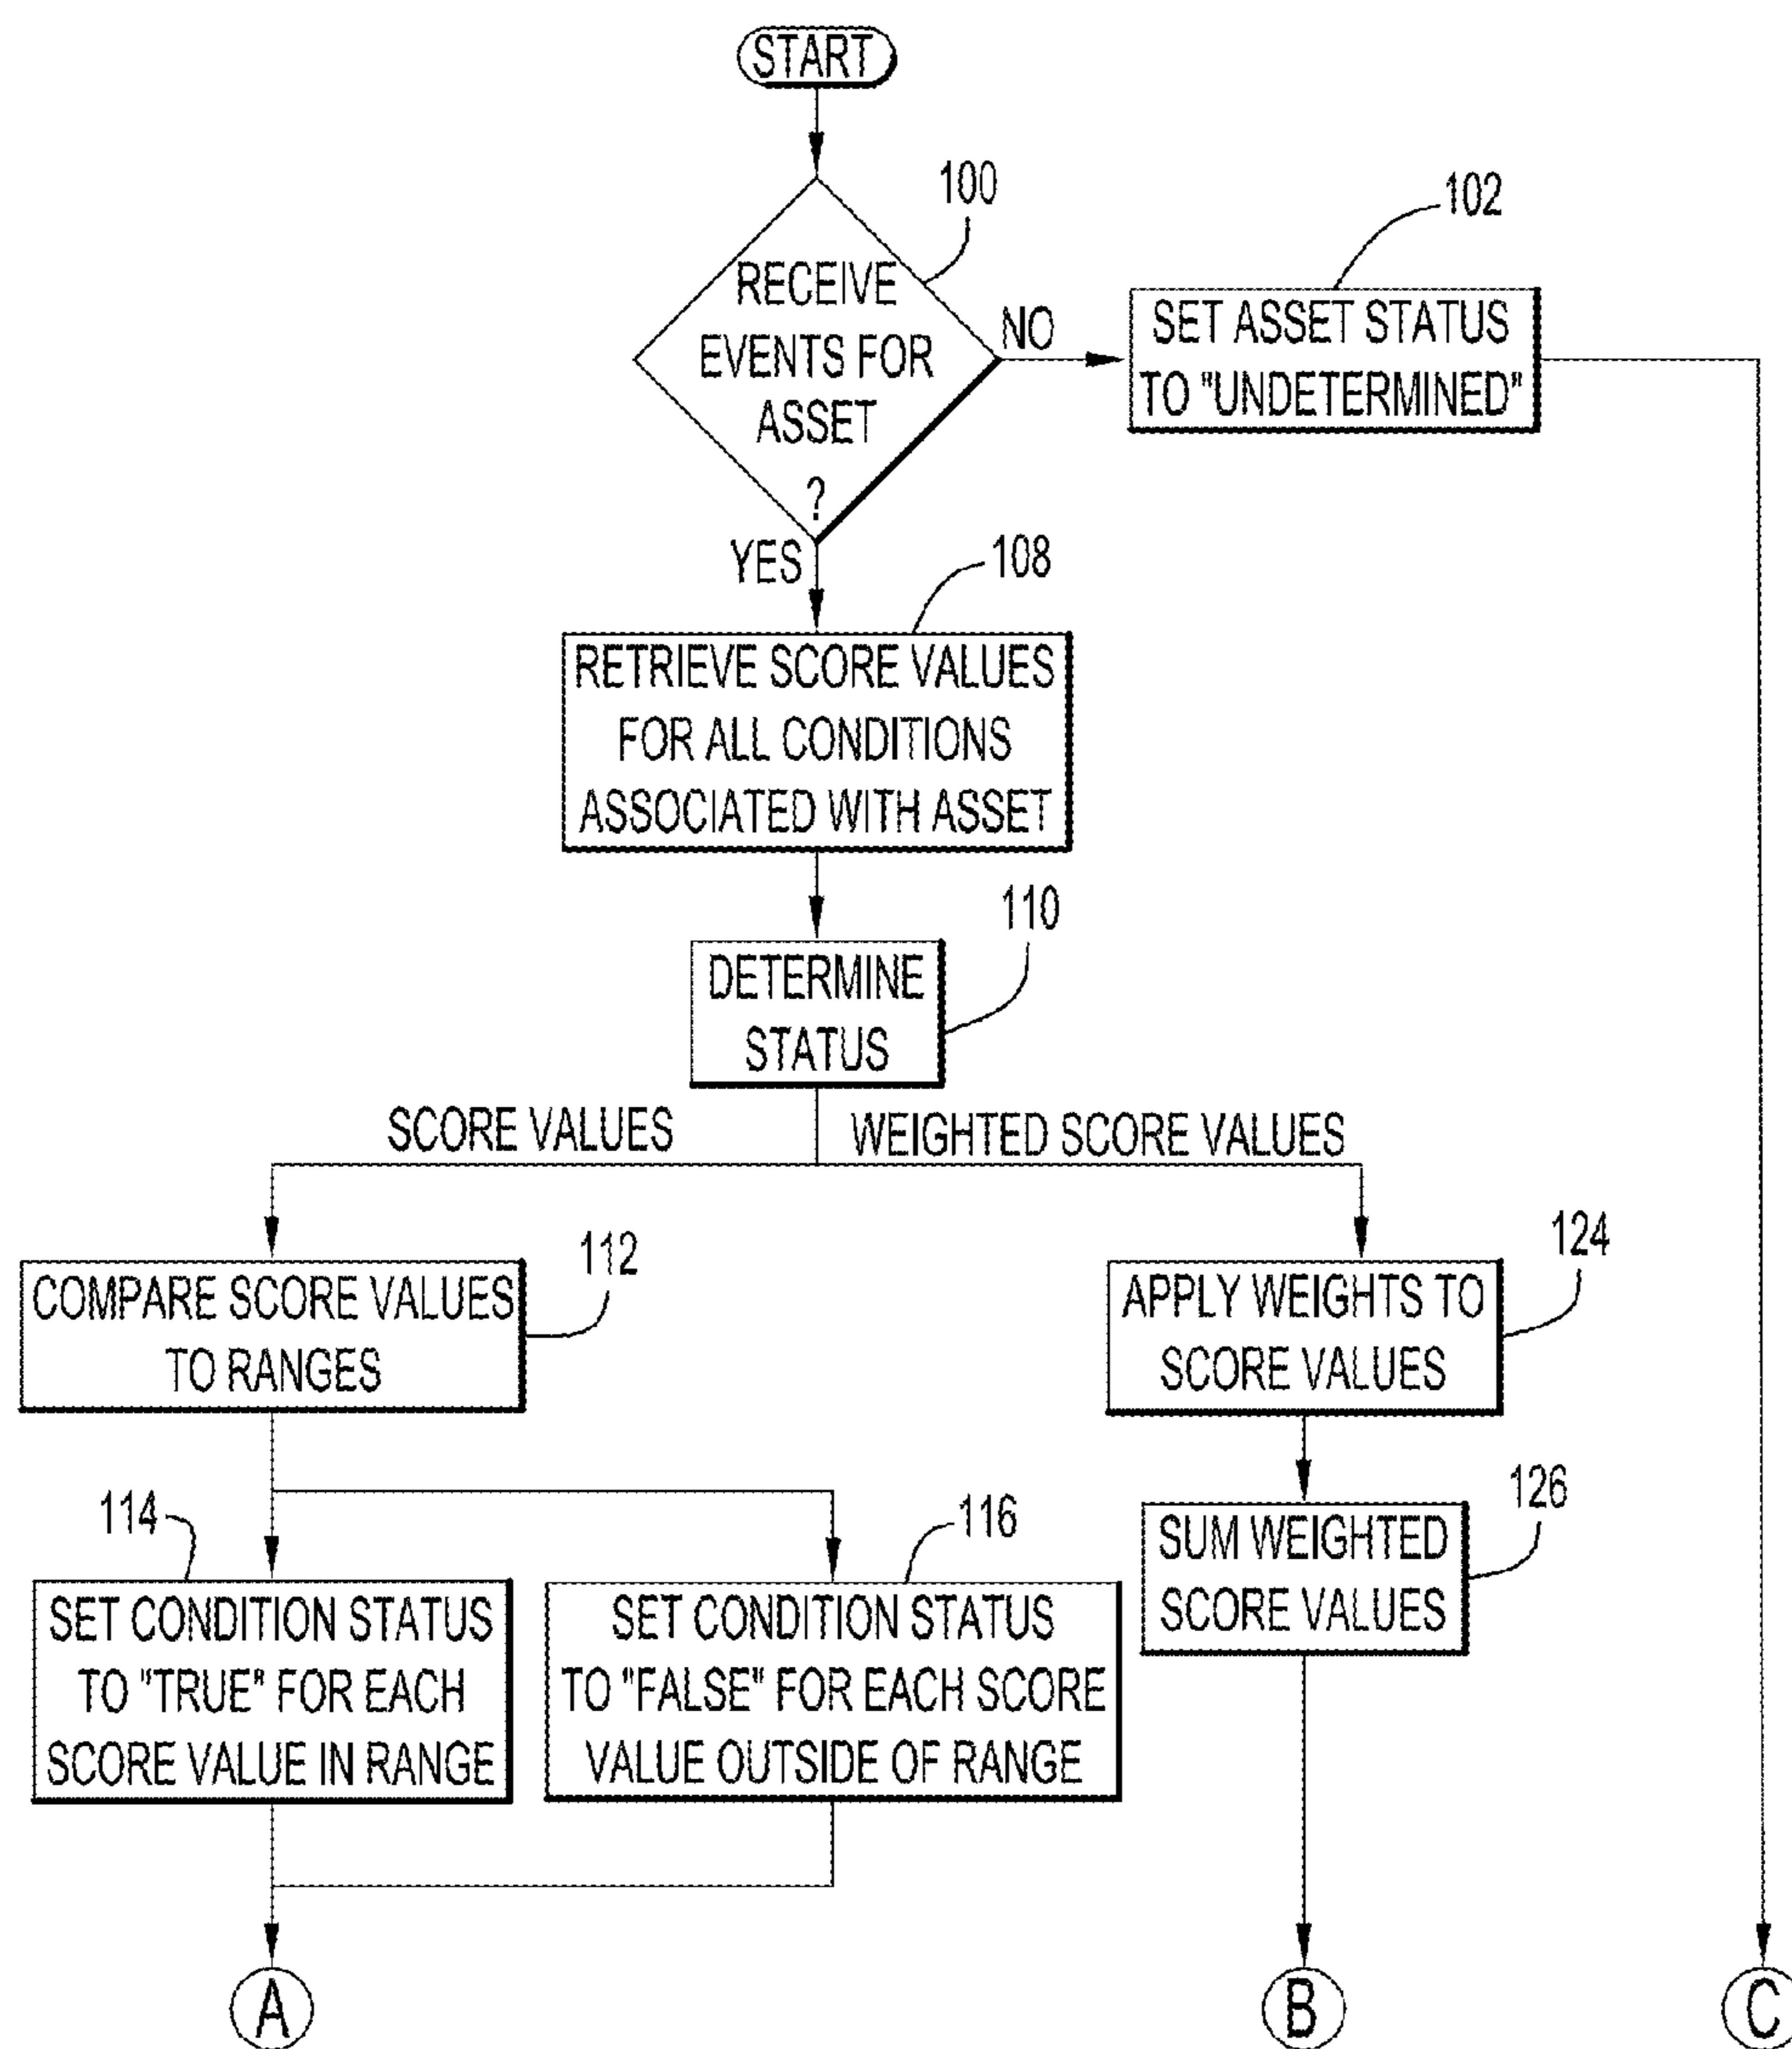 START
100
RECEIVE
EVENTS FOR
ASSET
?
NO
102
SET ASSET STATUS
TO "UNDETERMINED"
YES
108
RETRIEVE SCORE VALUES
FOR ALL CONDITIONS
ASSOCIATED WITH ASSET
110
DETERMINE
STATUS
SCORE VALUES
WEIGHTED SCORE VALUES
112
COMPARE SCORE VALUES
TO RANGES
124
APPLY WEIGHTS TO
SCORE VALUES
114
SET CONDITION STATUS
TO "TRUE" FOR EACH
SCORE VALUE IN RANGE
116
SET CONDITION STATUS
TO "FALSE" FOR EACH SCORE
VALUE OUTSIDE OF RANGE
126
SUM WEIGHTED
SCORE VALUES
A
B
C